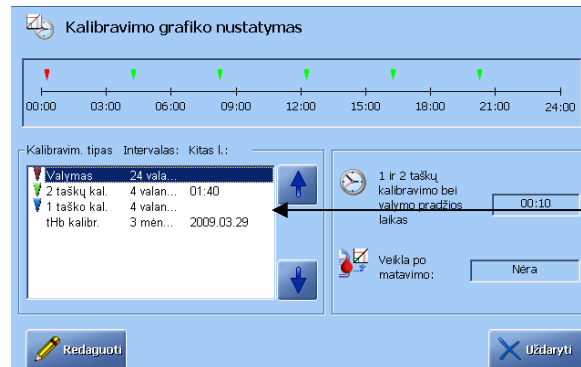 Kalibravimo grafiko nustatymas
00:00 03:00 06:00 09:00 12:00 15:00 18:00 21:00 24:00
Kalibravim. tipas Intervalas: Kitas l.:
Valymas 24 vala...
2 taškų kal. 4 valan... 01:40
1 taško kal. 4 valan...
tHb kalibr. 3 mėn... 2009.03.29
1 ir 2 taškų
kalibravimo bei
valymo pradžios
laikas
00:10
Veikla po
matavimo:
Nėra
Redaguoti
Uždaryti